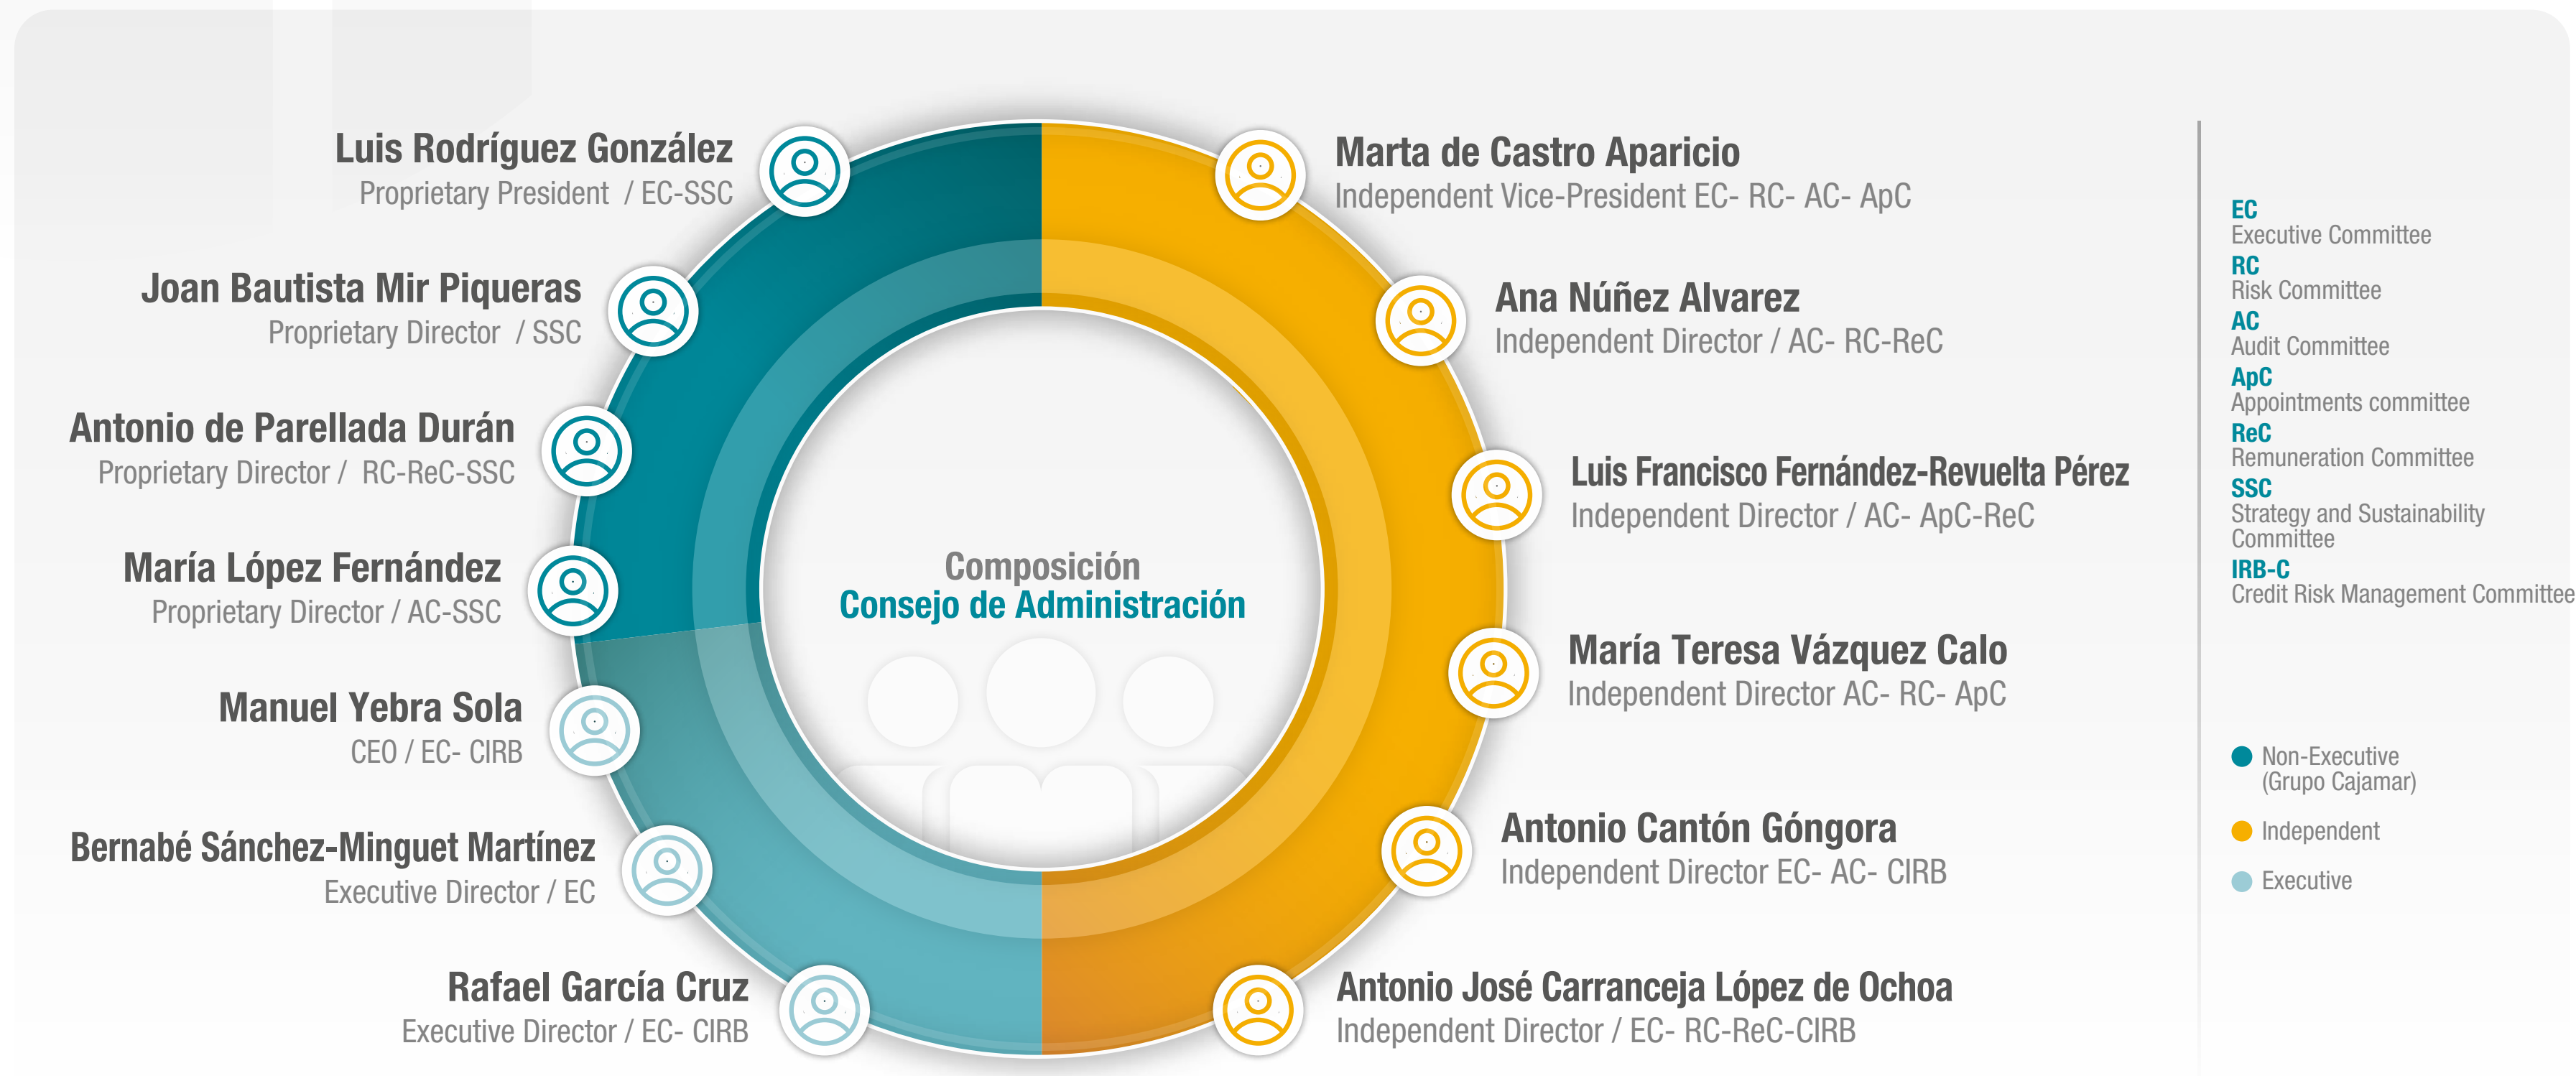 Luis Rodríguez González
Proprietary President / EC-SSC
Joan Bautista Mir Piqueras
Proprietary Director / SSC
Antonio de Parellada Durán
Proprietary Director / RC-ReC-SSC
María López Fernández
Proprietary Director / AC-SSC
Manuel Yebra Sola
CEO / EC- CIRB
Bernabé Sánchez-Minguet Martínez
Executive Director / EC
Rafael García Cruz
Executive Director / EC- CIRB
Composición
Consejo de Administración
Marta de Castro Aparicio
Independent Vice-President EC- RC- AC- ApC
Ana Núñez Alvarez
Independent Director / AC- RC-ReC
Luis Francisco Fernández-Revuelta Pérez
Independent Director / AC- ApC-ReC
María Teresa Vázquez Calo
Independent Director AC- RC- ApC
Antonio Cantón Góngora
Independent Director EC- AC- CIRB
Antonio José Carranceja López de Ochoa
Independent Director / EC- RC-ReC-CIRB
EC
Executive Committee
RC
Risk Committee
AC
Audit Committee
ApC
Appointments committee
ReC
Remuneration Committee
SSC
Strategy and Sustainability
Committee
IRB-C
Credit Risk Management Committee
Non-Executive
(Grupo Cajamar)
Independent
Executive